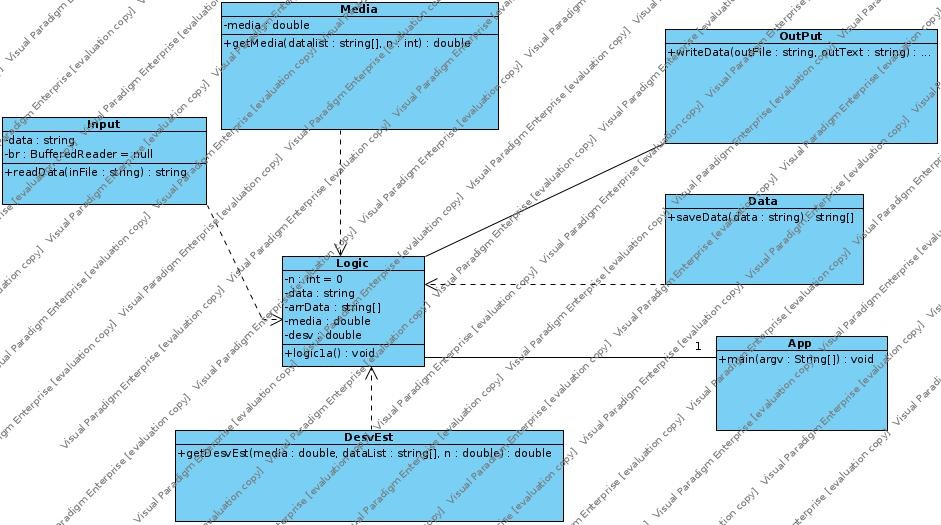 Media
-media : double
+getMedia(datalist : string[], n : int) : double
OutPut
+writeData(outFile : string, outText : string) : ...
Input
-data : string
-br : BufferedReader = null
+readData(inFile : string) : string
Data
+saveData(data : string) : string[]
Logic
-n : int = 0
-data : string
-arrData : string[]
-media : double
-desv : double
+logic1a() : void
1
App
+main(argv : String[]) : void
DesvEst
+getDesvEst(media : double, dataList : string[], n : double) : double
Visual Paradigm Enterprise [evaluation copy]